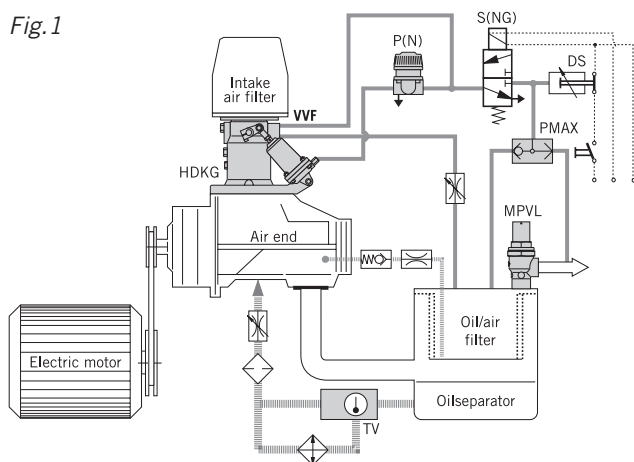 Fig.1
S(NG)
P(N)
DS
Intake
air filter
VVF
PMAX
HDKG
MPVL
Air end
Oil/air
filter
Electric motor
Oilseparator
TV